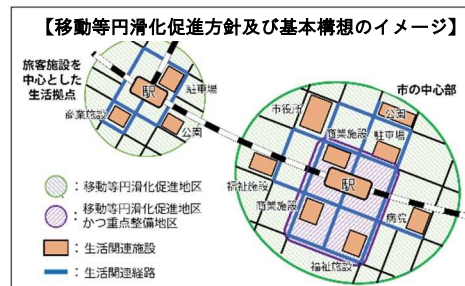 【移動等円滑化促進方針及び基本構想のイメージ】
旅客施設を
中心とした
生活拠点
駅
駐車場
商業施設
公園
市の中心部
市役所
公園
商業施設
駐車場
福祉施設
駅
商業施設
病院
福祉施設
：移動等円滑化促進地区
：移動等円滑化促進地区
かつ重点整備地区
：生活関連施設
：生活関連経路